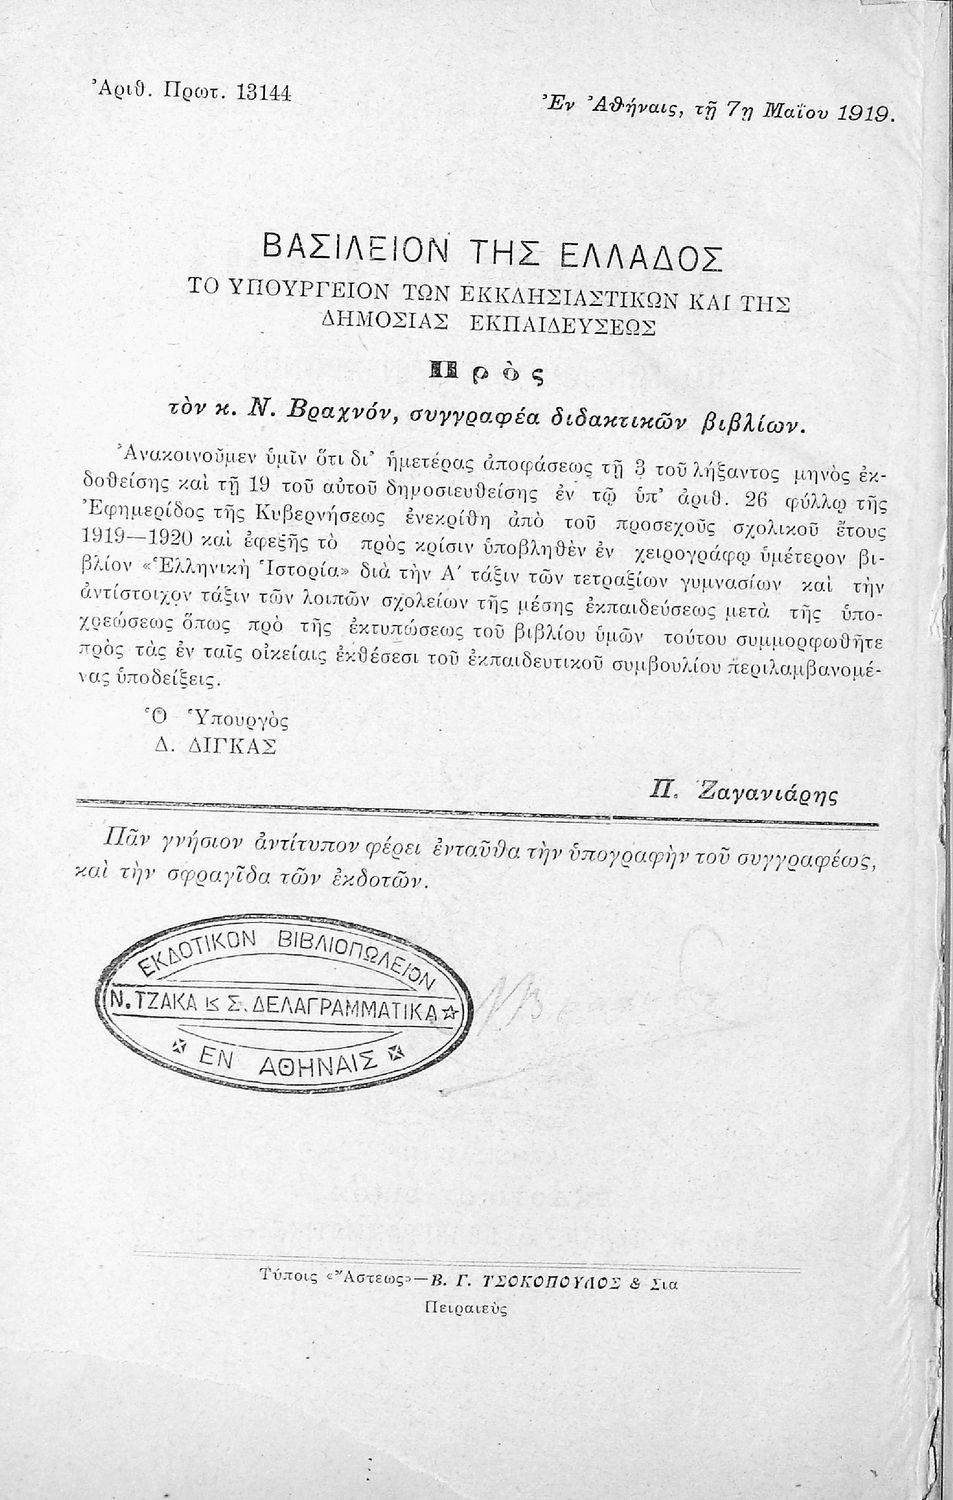 Ἀριθ. Πρωτ. 13144
Ἐν Ἀθήναις, τῇ 7ῃ Μαΐου 1919.
ΒΑΣΙΛΕΙΟΝ ΤΗΣ ΕΛΛΑΔΟΣ
ΤΟ ΥΠΟΥΡΓΕΙΟΝ ΤΩΝ ΕΚΚΛΗΣΙΑΣΤΙΚΩΝ ΚΑΙ ΤΗΣ
ΔΗΜΟΣΙΑΣ ΕΚΠΑΙΔΕΥΣΕΩΣ
Πρὸς
τὸν κ. Ν. Βραχνόν, συγγραφέα διδακτικῶν βιβλίων.
Ἀνακοινοῦμεν ὑμῖν ὅτι δι' ἡμετέρας ἀποφάσεως τῇ 3 τοῦ λήξαντος μηνὸς ἐκ-
δοθείσης καὶ τῇ 19 τοῦ αὐτοῦ δημοσιευθείσης ἐν τῷ ὑπ' ἀριθ. 26 φύλλῳ τῆς
Ἐφημερίδος τῆς Κυβερνήσεως ἐνεκρίθη ἀπὸ τοῦ προσεχοῦς σχολικοῦ ἔτους
1919—1920 καὶ ἐφεξῆς τὸ πρὸς κρίσιν ὑποβληθὲν ἐν χειρογράφῳ ὑμέτερον βι-
βλίον «Ἑλληνικὴ Ἱστορία» διὰ τὴν Α΄ τάξιν τῶν τετραξίων γυμνασίων καὶ τὴν
ἀντίστοιχον τάξιν τῶν λοιπῶν σχολείων τῆς μέσης ἐκπαιδεύσεως μετὰ τῆς ὑπο-
χρεώσεως ὅπως πρὸ τῆς ἐκτυπώσεως τοῦ βιβλίου ὑμῶν τούτου συμμορφωθῆτε
πρὸς τὰς ἐν ταῖς οἰκείαις ἐκθέσεσι τοῦ ἐκπαιδευτικοῦ συμβουλίου περιλαμβανομέ-
νας ὑποδείξεις.
Ὁ Ὑπουργὸς
Δ. ΔΙΓΚΑΣ
Π. Ζαγανιάρης
Πᾶν γνήσιον ἀντίτυπον φέρει ἐνταῦθα τὴν ὑπογραφὴν τοῦ συγγραφέως,
καὶ τὴν σφραγῖδα τῶν ἐκδοτῶν.
ΕΚΔΟΤΙΚΟΝ ΒΙΒΛΙΟΠΩΛΕΙΟΝ
Ν. ΤΖΑΚΑ Κ Σ. ΔΕΛΑΓΡΑΜΜΑΤΙΚΑ
ΕΝ ΑΘΗΝΑΙΣ
Τύποις «Ἄστεως»—Β. Γ. ΤΣΟΚΟΠΟΥΛΟΣ & Σια
Πειραιεὺς